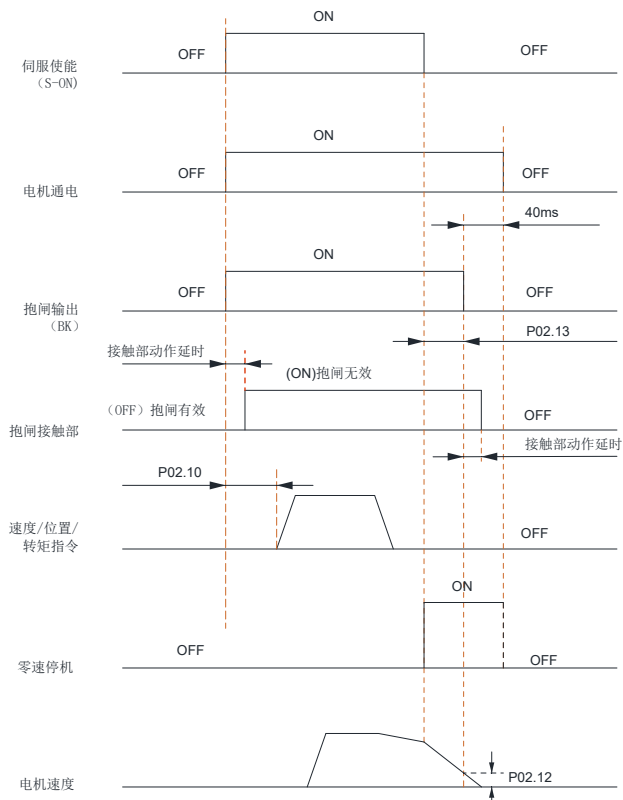 ON
OFF
OFF
伺服使能
（S-ON)
ON
OFF
OFF
电机通电
40ms
ON
OFF
OFF
抱闸输出
（BK）
P02.13
接触部动作延时
(ON)抱闸无效
（OFF）抱闸有效
OFF
抱闸接触部
接触部动作延时
P02.10
速度/位置/
转矩指令
OFF
ON
OFF
OFF
零速停机
P02.12
电机速度